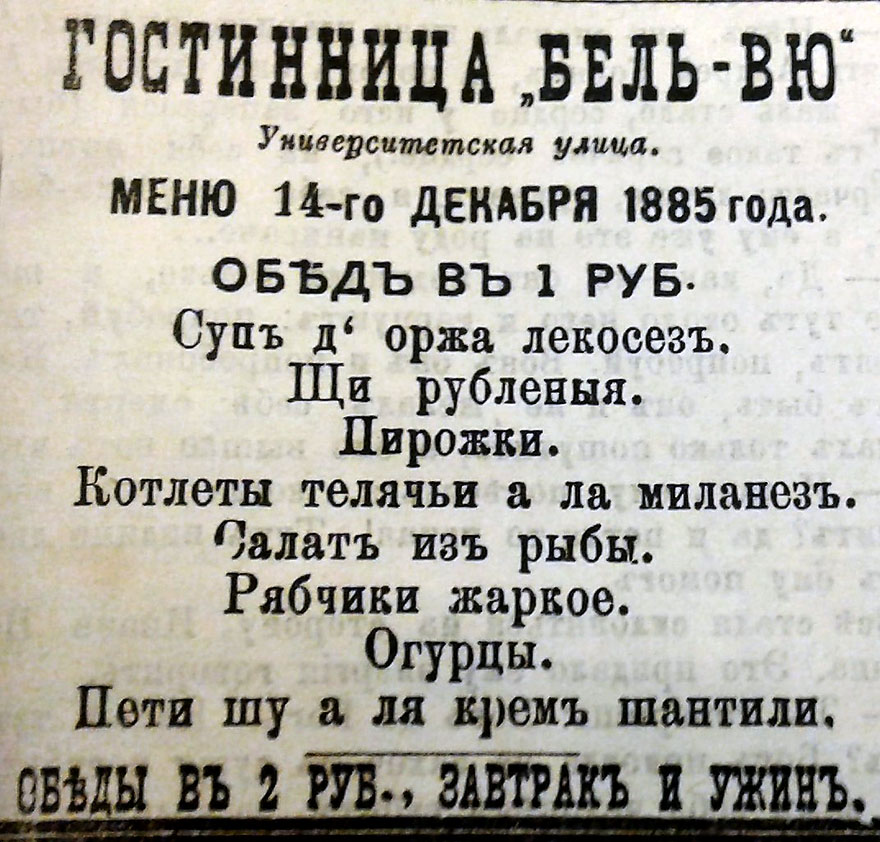 ГОСТИННИЦА „БЕЛЬ-ВЮ“
Университетская улица.
МЕНЮ 14-го ДЕКАБРЯ 1885 года.
ОБѢДЪ ВЪ 1 РУБ.
Супъ д‘ оржа лекосезъ.
Щи рубленыя.
Пирожки.
Котлеты телячьи а ла миланезъ.
Салатъ изъ рыбы.
Рябчики жаркое.
Огурцы.
Пети шу а ля кремъ шантили.
ОБѢДЫ ВЪ 2 РУБ., ЗАВТРАКЪ И УЖИНЪ.